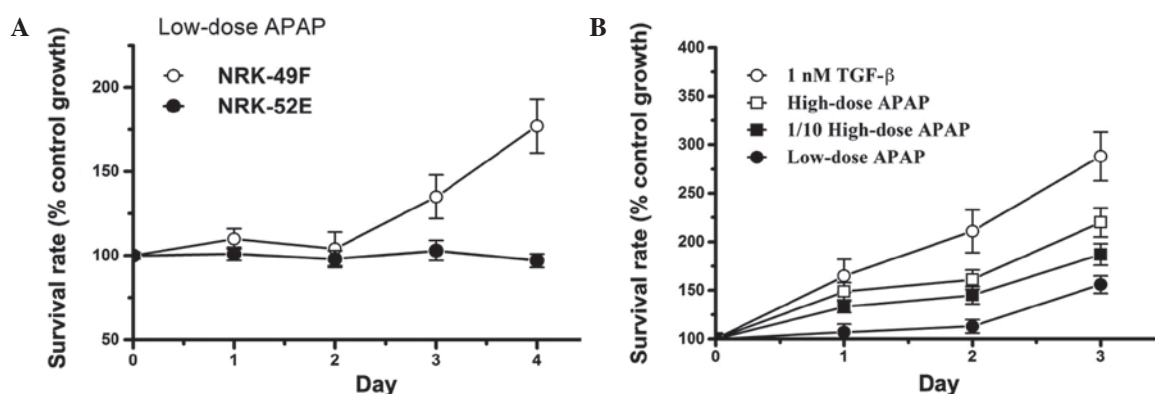 A
Low-dose APAP
NRK-49F
NRK-52E
Survival rate (% control growth)
200
150
100
50
0
1
2
3
4
Day
B
1 nM TGF-β
High-dose APAP
1/10 High-dose APAP
Low-dose APAP
Survival rate (% control growth)
400
350
300
250
200
150
100
0
1
2
3
Day